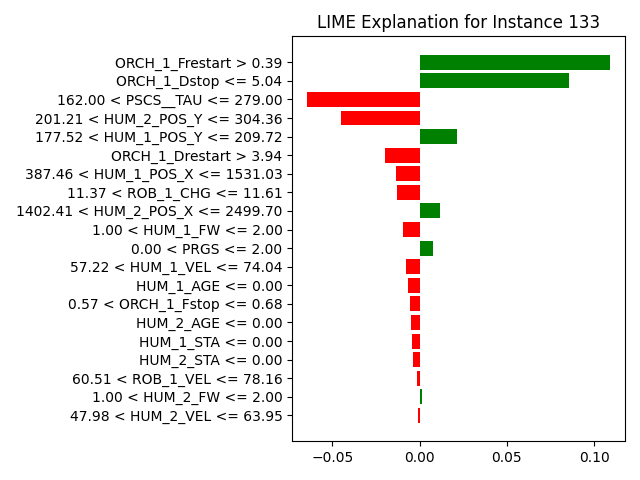 LIME Explanation for Instance 133
ORCH_1_Frestart > 0.39
ORCH_1_Dstop <= 5.04
162.00 < PSCS__TAU <= 279.00
201.21 < HUM_2_POS_Y <= 304.36
177.52 < HUM_1_POS_Y <= 209.72
ORCH_1_Drestart > 3.94
387.46 < HUM_1_POS_X <= 1531.03
11.37 < ROB_1_CHG <= 11.61
1402.41 < HUM_2_POS_X <= 2499.70
1.00 < HUM_1_FW <= 2.00
0.00 < PRGS <= 2.00
57.22 < HUM_1_VEL <= 74.04
HUM_1_AGE <= 0.00
0.57 < ORCH_1_Fstop <= 0.68
HUM_2_AGE <= 0.00
HUM_1_STA <= 0.00
HUM_2_STA <= 0.00
60.51 < ROB_1_VEL <= 78.16
1.00 < HUM_2_FW <= 2.00
47.98 < HUM_2_VEL <= 63.95
−0.05 0.00 0.05 0.10